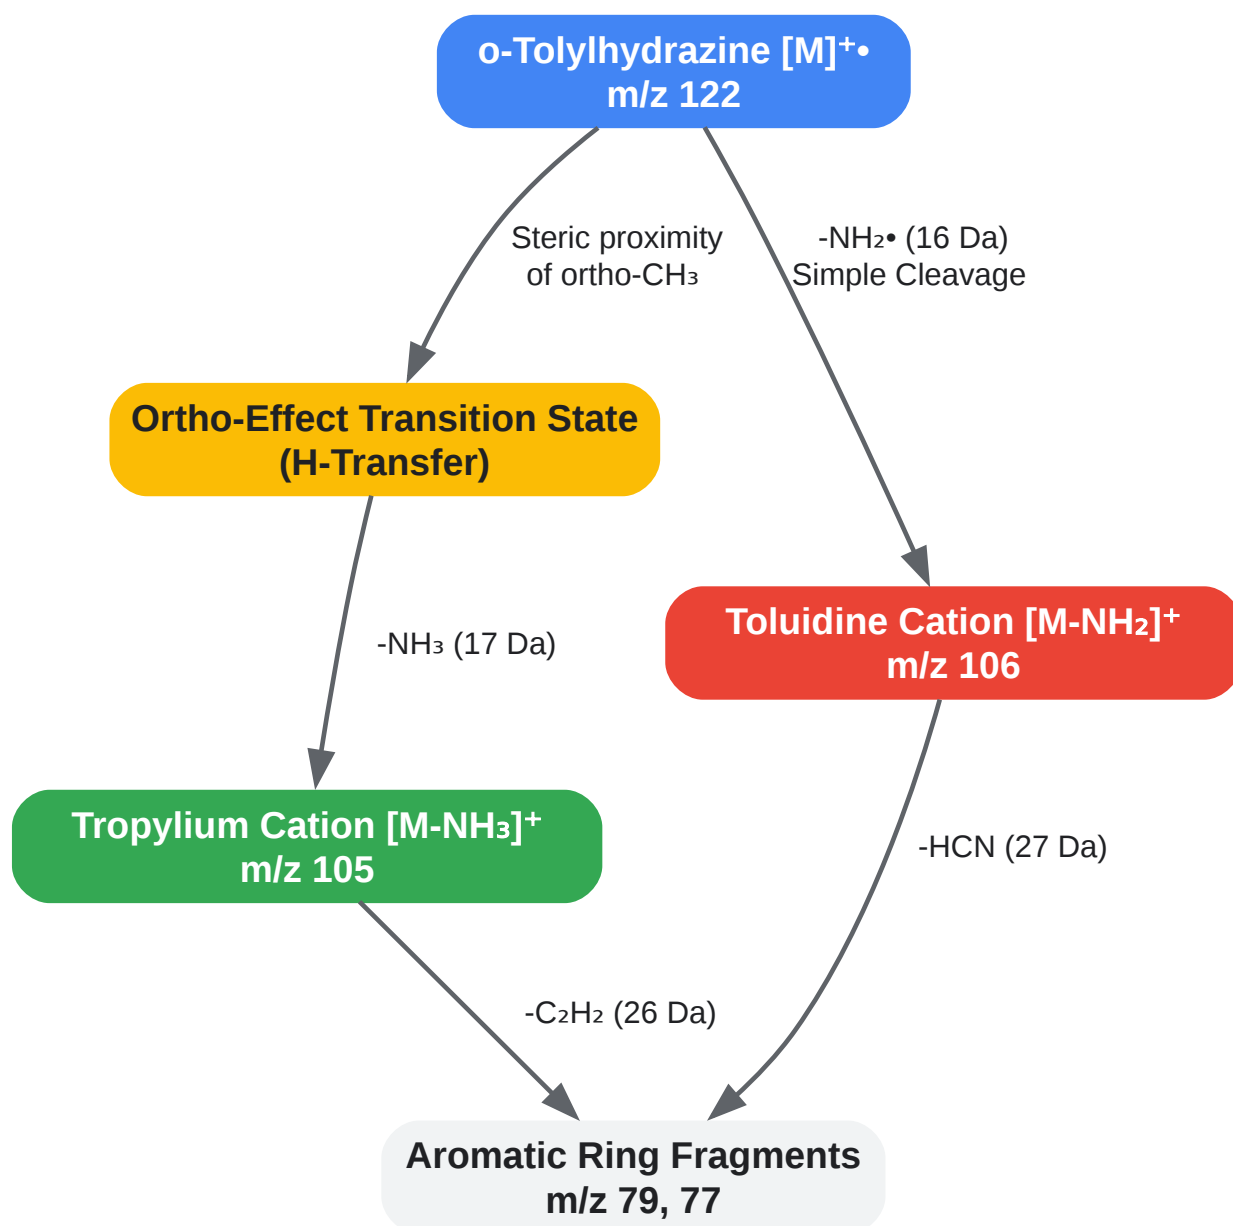 o-Tolylhydrazine [M]⁺•
m/z 122
Steric proximity
of ortho-CH₃
-NH₂• (16 Da)
Simple Cleavage
Ortho-Effect Transition State
(H-Transfer)
-NH₃ (17 Da)
Toluidine Cation [M-NH₂]⁺
m/z 106
Tropylium Cation [M-NH₃]⁺
m/z 105
-HCN (27 Da)
-C₂H₂ (26 Da)
Aromatic Ring Fragments
m/z 79, 77